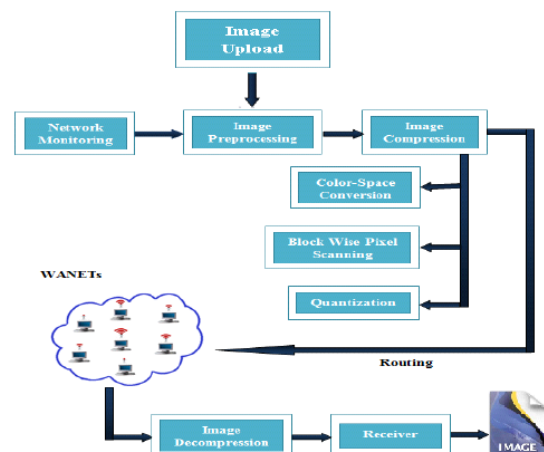 Image
Upload
Network
Monitoring
Image
Preprocessing
Image
Compression
Color-Space
Conversion
Block Wise Pixel
Scanning
WANETs
Quantization
Routing
Image
Decompression
Receiver
IMAGE